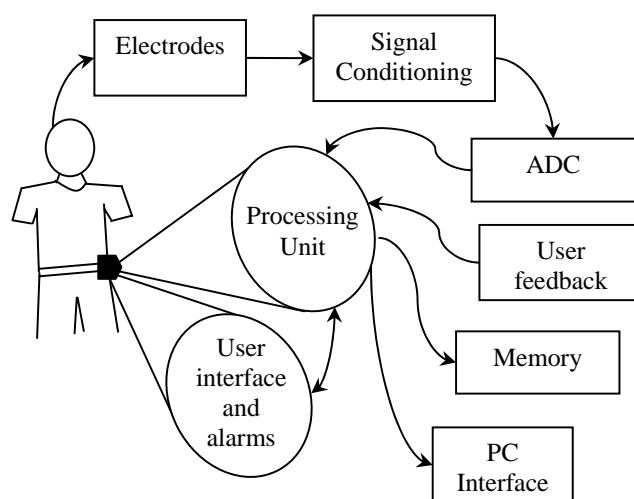 Electrodes
Signal
Conditioning
ADC
Processing
Unit
User
feedback
User
interface
and
alarms
Memory
PC
Interface